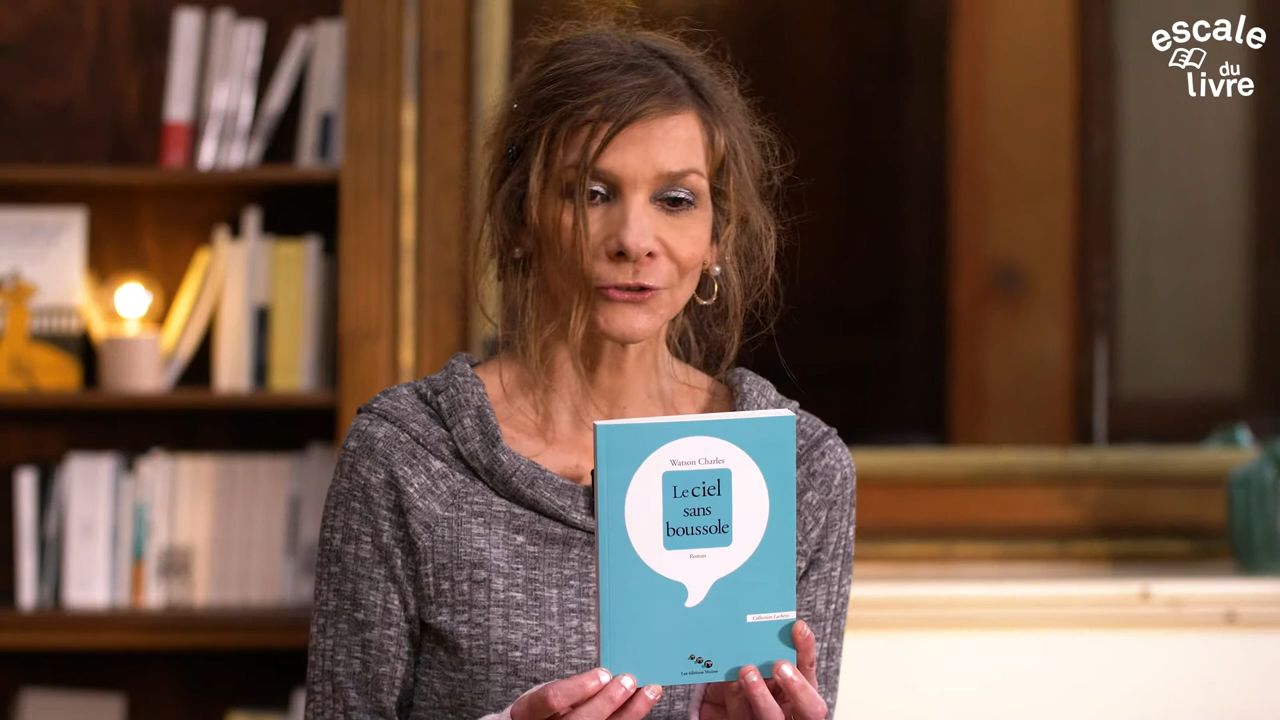 escale
du
livre
Watson Charles
Le ciel
sans
boussole
Roman